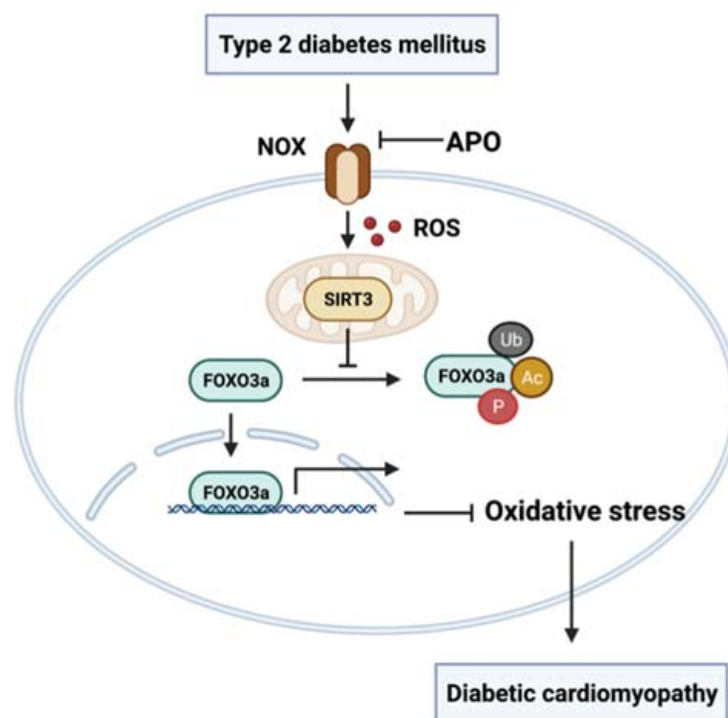 Type 2 diabetes mellitus
NOX
APO
ROS
SIRT3
FOXO3a
FOXO3a
Ub
Ac
P
FOXO3a
Oxidative stress
Diabetic cardiomyopathy